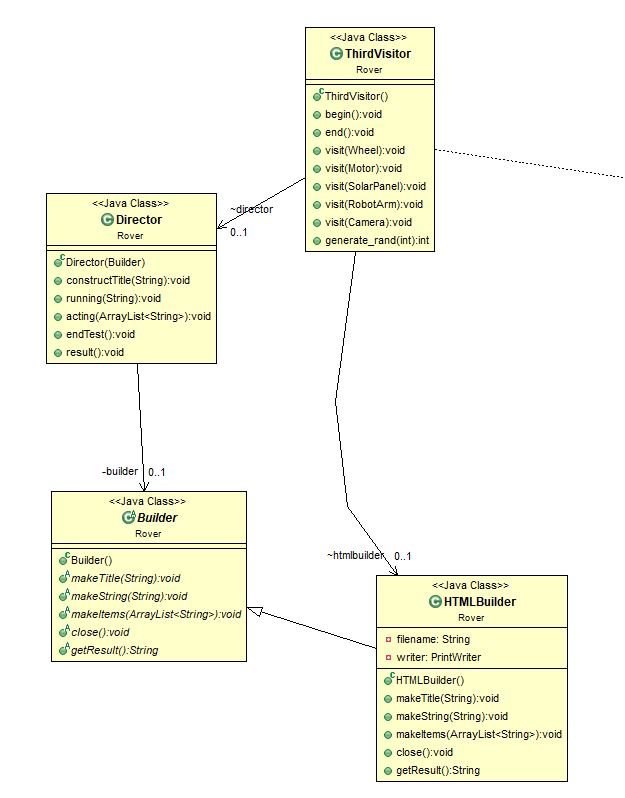 <<Java Class>>
ThirdVisitor
Rover
ThirdVisitor()
begin():void
end():void
visit(Wheel):void
visit(Motor):void
visit(SolarPanel):void
visit(RobotArm):void
visit(Camera):void
generate_rand(int):int
~director
0..1
<<Java Class>>
Director
Rover
Director(Builder)
constructTitle(String):void
running(String):void
acting(ArrayList<String>):void
endTest():void
result():void
-builder
0..1
<<Java Class>>
Builder
Rover
Builder()
makeTitle(String):void
makeString(String):void
makeItems(ArrayList<String>):void
close():void
getResult():String
~htmlbuilder
0..1
<<Java Class>>
HTMLBuilder
Rover
filename: String
writer: PrintWriter
HTMLBuilder()
makeTitle(String):void
makeString(String):void
makeItems(ArrayList<String>):void
close():void
getResult():String